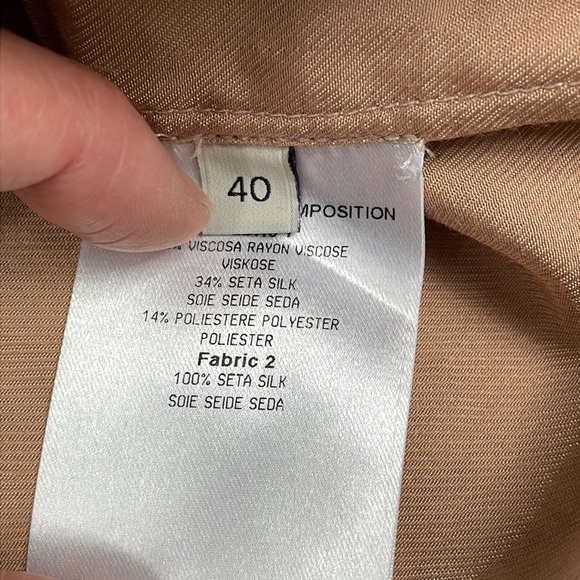 40
MPOSITION
% VISCOSA RAYON VISCOSE
VISKOSE
34% SETA SILK
SOIE SEIDE SEDA
14% POLIESTERE POLYESTER
POLIESTER
Fabric 2
100% SETA SILK
SOIE SEIDE SEDA